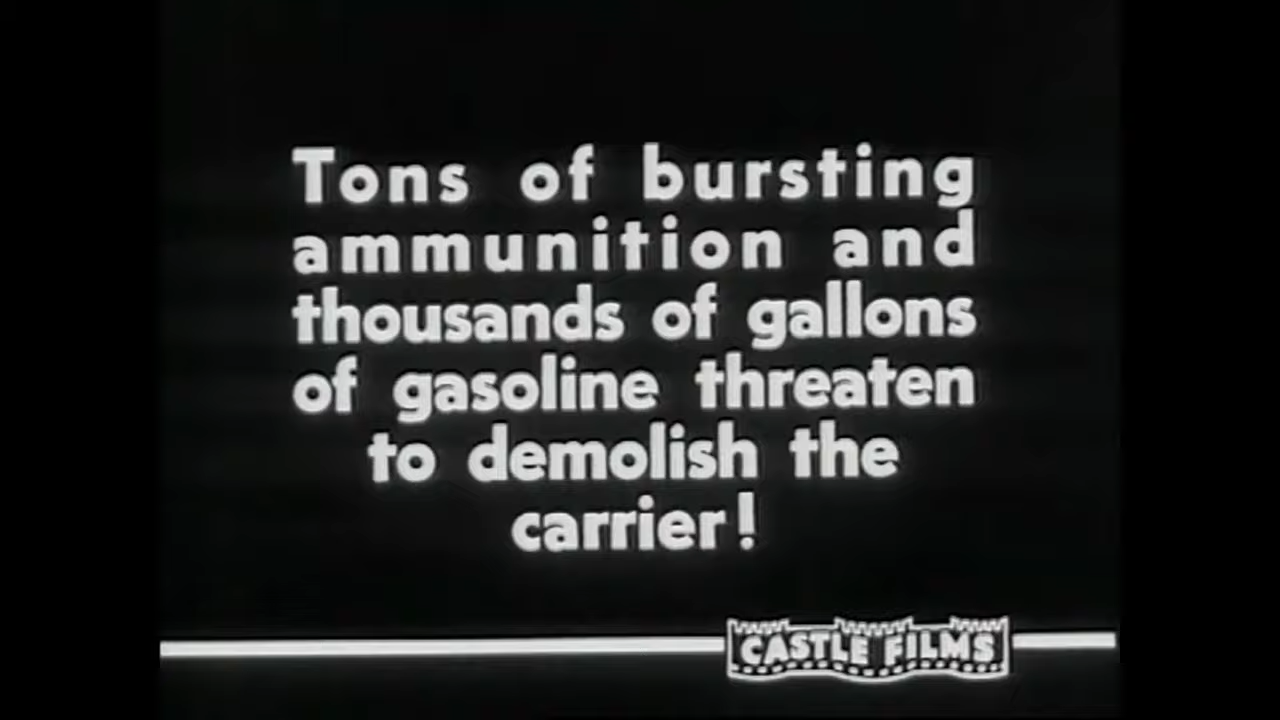 Tons of bursting
ammunition and
thousands of gallons
of gasoline threaten
to demolish the
carrier!
CASTLE FILMS